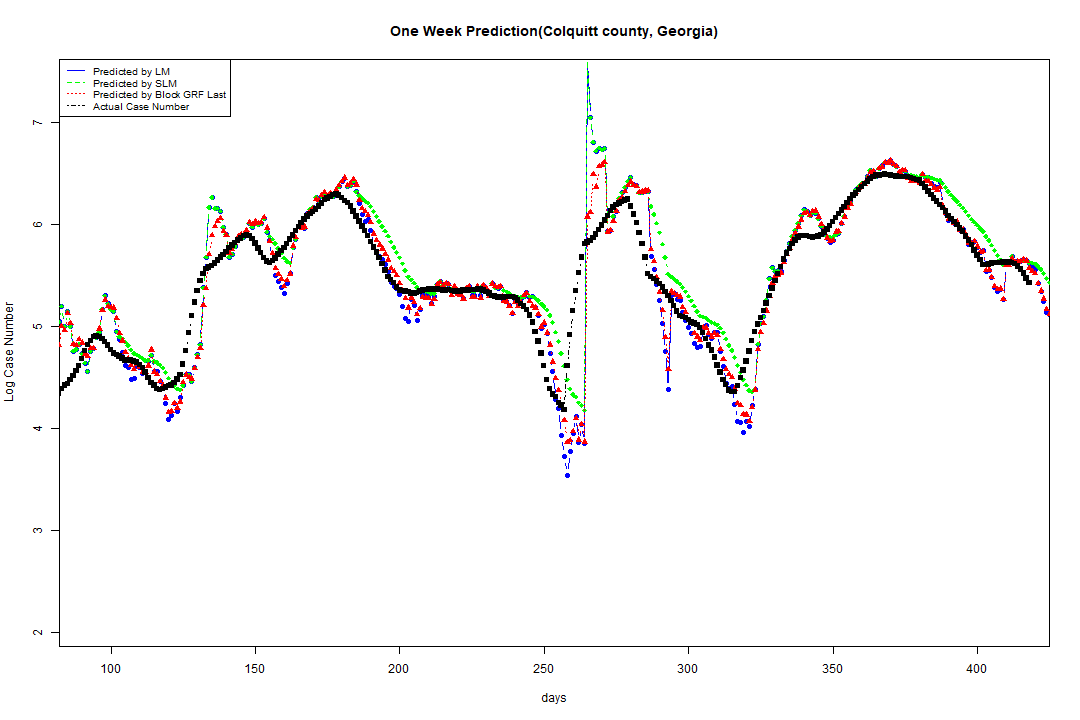 One Week Prediction(Colquitt county, Georgia)
Predicted by LM
Predicted by SLM
Predicted by Block GRF Last
Actual Case Number
Log Case Number
7
6
5
4
3
2
100 150 200 250 300 350 400
days